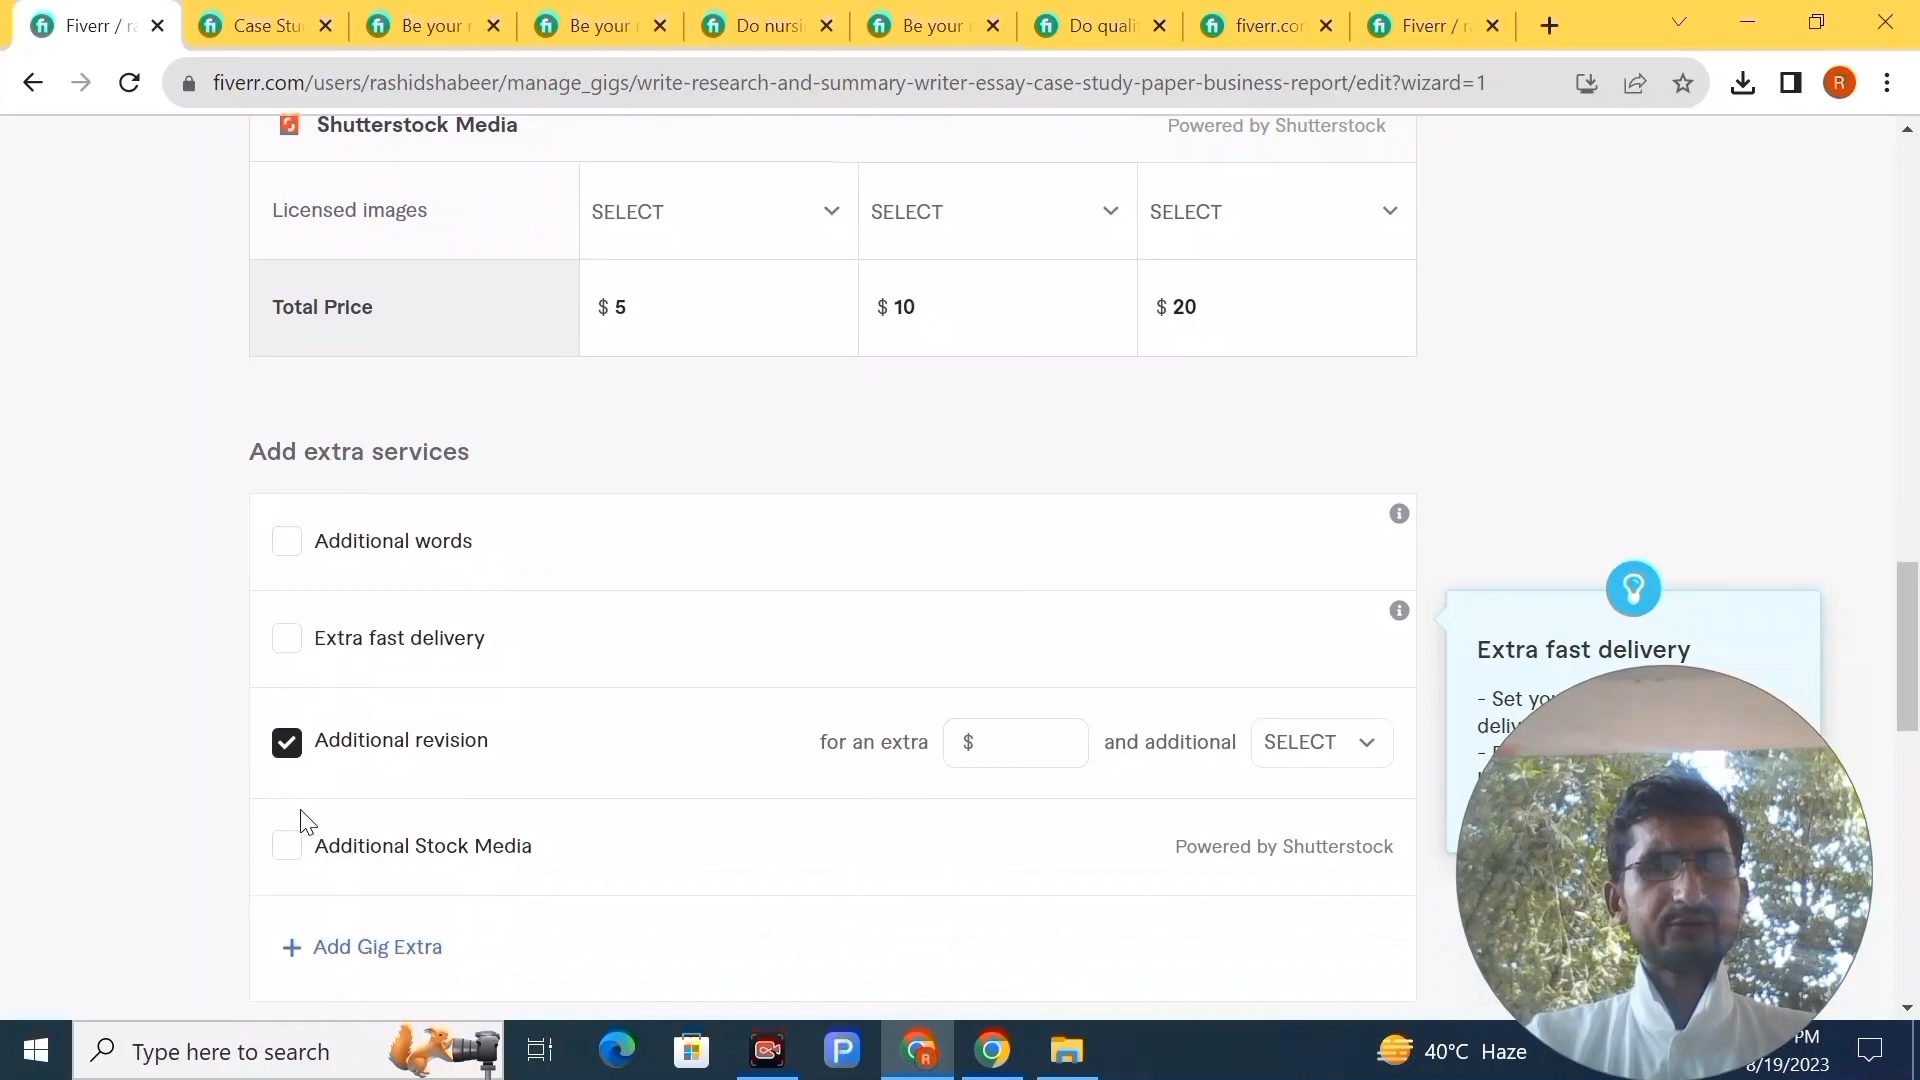 Fiverr / ra
Case Stu
Be your r
Be your r
Do nursi
Be your
Do quali
fiverr.co
Fiverr / r
fiverr.com/users/rashidshabeer/manage_gigs/write-research-and-summary-writer-essay-case-study-paper-business-report/edit?wizard=1
R
Shutterstock Media
Powered by Shutterstock
Licensed images
SELECT
SELECT
SELECT
Total Price
$ 5
$ 10
$ 20
Add extra services
Additional words
Extra fast delivery
Additional revision
for an extra
$
and additional
SELECT
Additional Stock Media
Powered by Shutterstock
+ Add Gig Extra
Extra fast delivery
- Set
Type here to search
40°C Haze
PM
8/19/2023